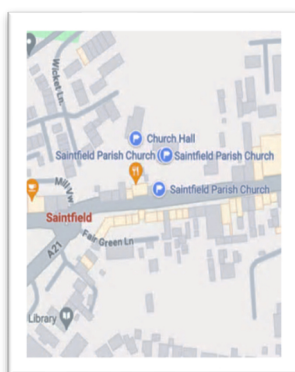 Wicket Ln.
Church Hall
Saintfield Parish Church
Saintfield Parish Church
Mill Vw
Saintfield Parish Church
Saintfield
Fair Green Ln
A21
Library